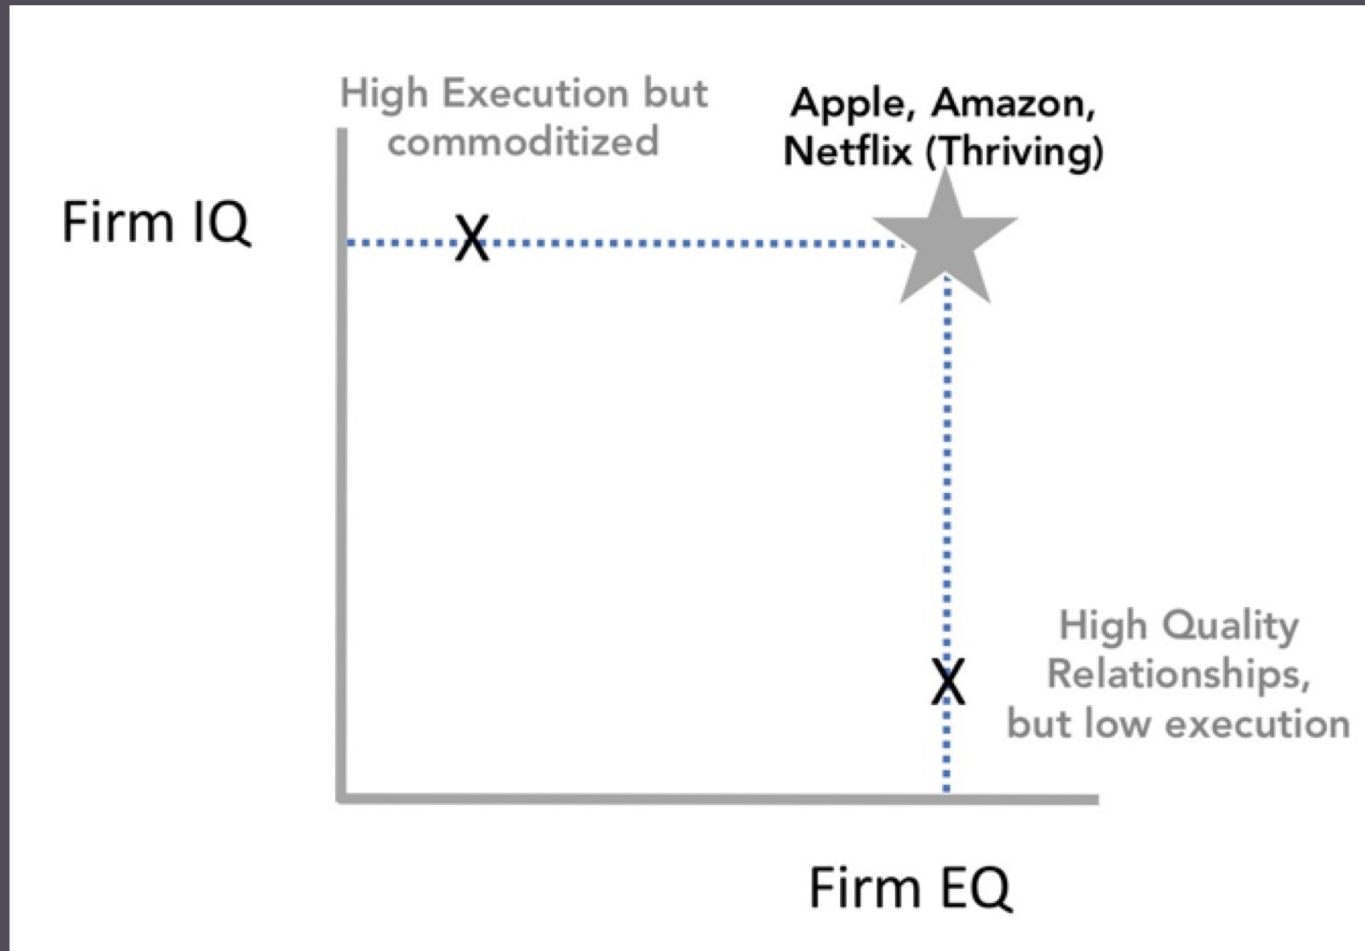 High Execution but
commoditized
Apple, Amazon,
Netflix (Thriving)
Firm IQ
X
X
High Quality
Relationships,
but low execution
Firm EQ